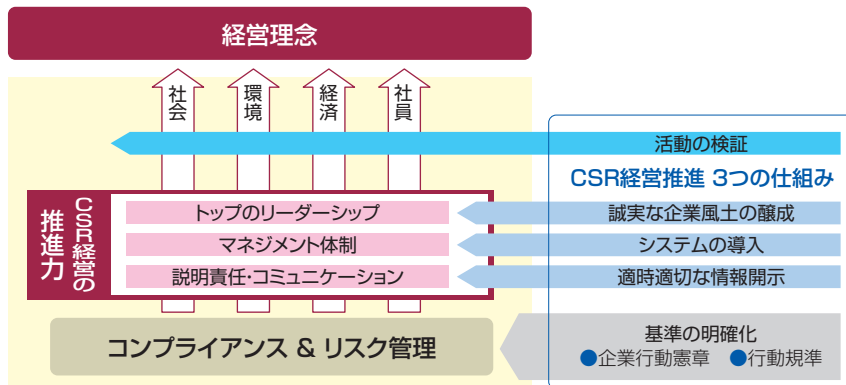 経営理念
社会
環境
経済
社員
活動の検証
CSR経営推進 3つの仕組み
CSR経営の
推進力
トップのリーダーシップ
誠実な企業風土の醸成
マネジメント体制
システムの導入
説明責任・コミュニケーション
適時適切な情報開示
コンプライアンス & リスク管理
基準の明確化
●企業行動憲章 ●行動規準